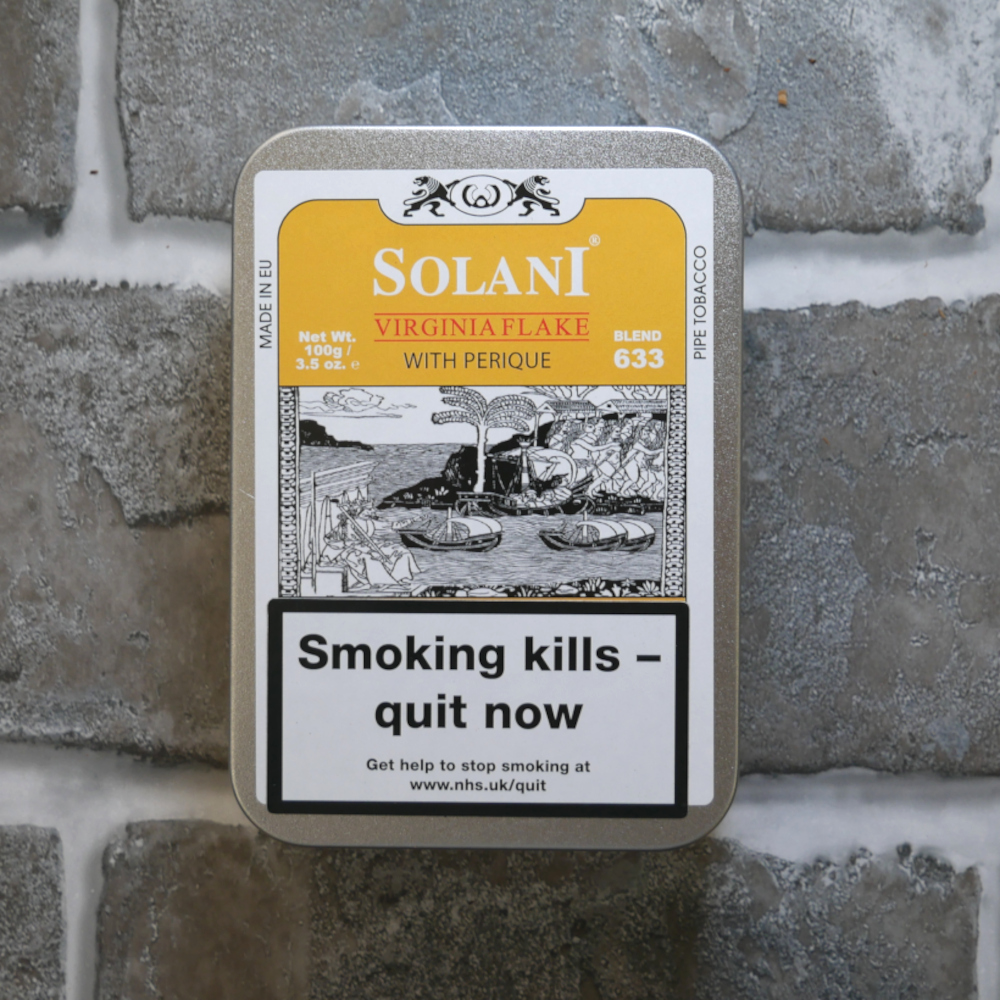 MADE IN EU
SOLANI®
VIRGINIA FLAKE
WITH PERIQUE
Net Wt.
100g /
3.5 oz. e
BLEND
633
PIPE TOBACCO
Smoking kills –
quit now
Get help to stop smoking at
www.nhs.uk/quit